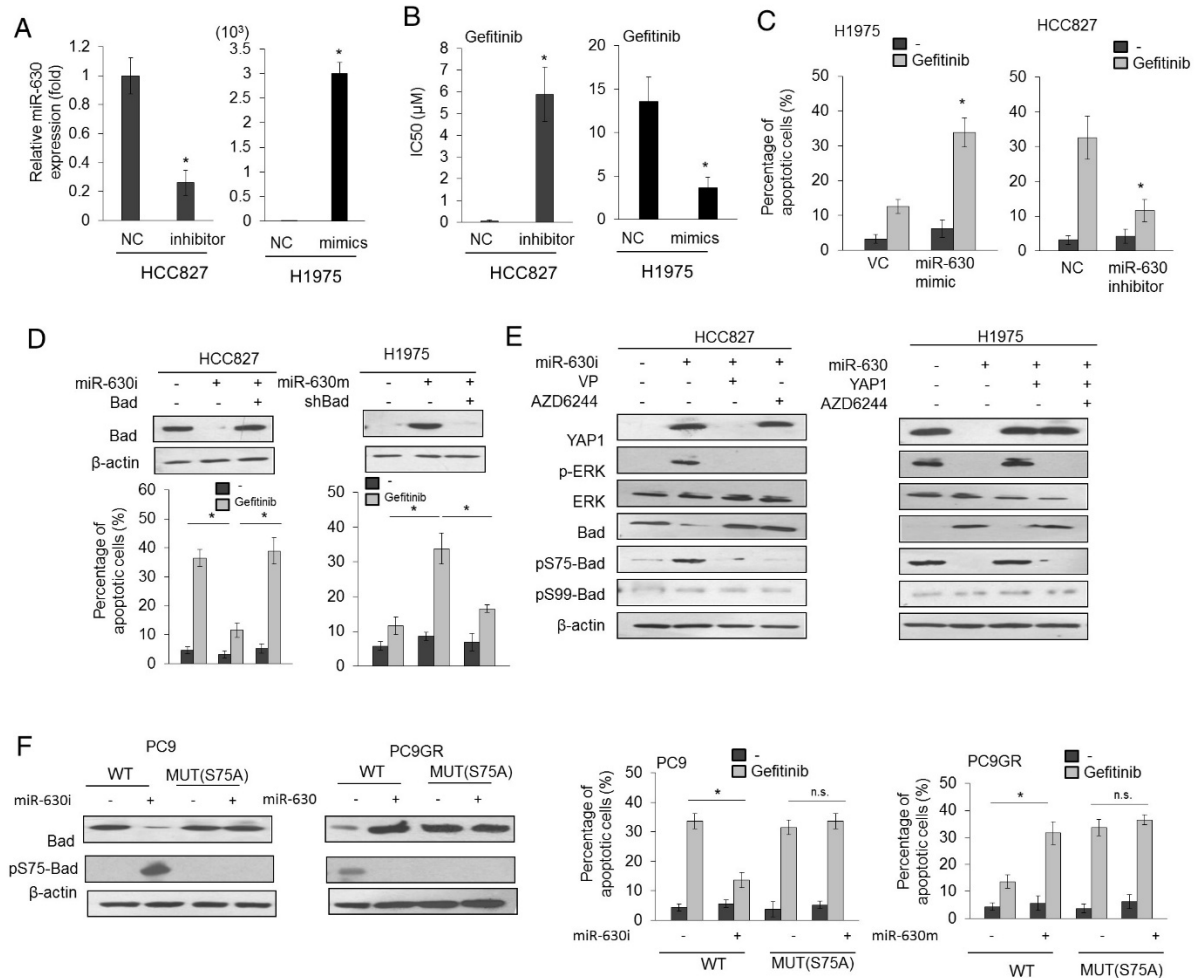 A
Relative miR-630
expression (fold)
1.2
1
0.8
0.6
0.4
0.2
0
*
NC inhibitor
HCC827
(10³)
3.5
3
2.5
2
1.5
1
0.5
0
*
NC mimics
H1975
B
Gefitinib
IC50 (µM)
8
7
6
5
4
3
2
1
0
*
NC inhibitor
HCC827
Gefitinib
20
15
10
5
0
*
NC mimics
H1975
C
H1975
-
Gefitinib
Percentage of
apoptotic cells (%)
50
40
30
20
10
0
*
VC miR-630
mimic
HCC827
-
Gefitinib
50
40
30
20
10
0
*
NC miR-630
inhibitor
D
HCC827
miR-630i - + +
Bad - - +
Bad
β-actin
-
Gefitinib
Percentage of
apoptotic cells (%)
60
50
40
30
20
10
0
* *
H1975
miR-630m - + +
shBad - - +
-
Gefitinib
50
40
30
20
10
0
* *
E
HCC827
miR-630i - + + +
VP - - + -
AZD6244 - - - +
YAP1
p-ERK
ERK
Bad
pS75-Bad
pS99-Bad
β-actin
H1975
miR-630 - + + +
YAP1 - - + +
AZD6244 - - - +
F
PC9
WT MUT(S75A)
miR-630i - + - +
Bad
pS75-Bad
β-actin
PC9GR
WT MUT(S75A)
miR-630 - + - +
PC9
-
Gefitinib
Percentage of
apoptotic cells (%)
50
40
30
20
10
0
* n.s.
miR-630i - + - +
WT MUT(S75A)
PC9GR
-
Gefitinib
Percentage of
apoptotic cells (%)
50
40
30
20
10
0
* n.s.
miR-630m - + - +
WT MUT(S75A)